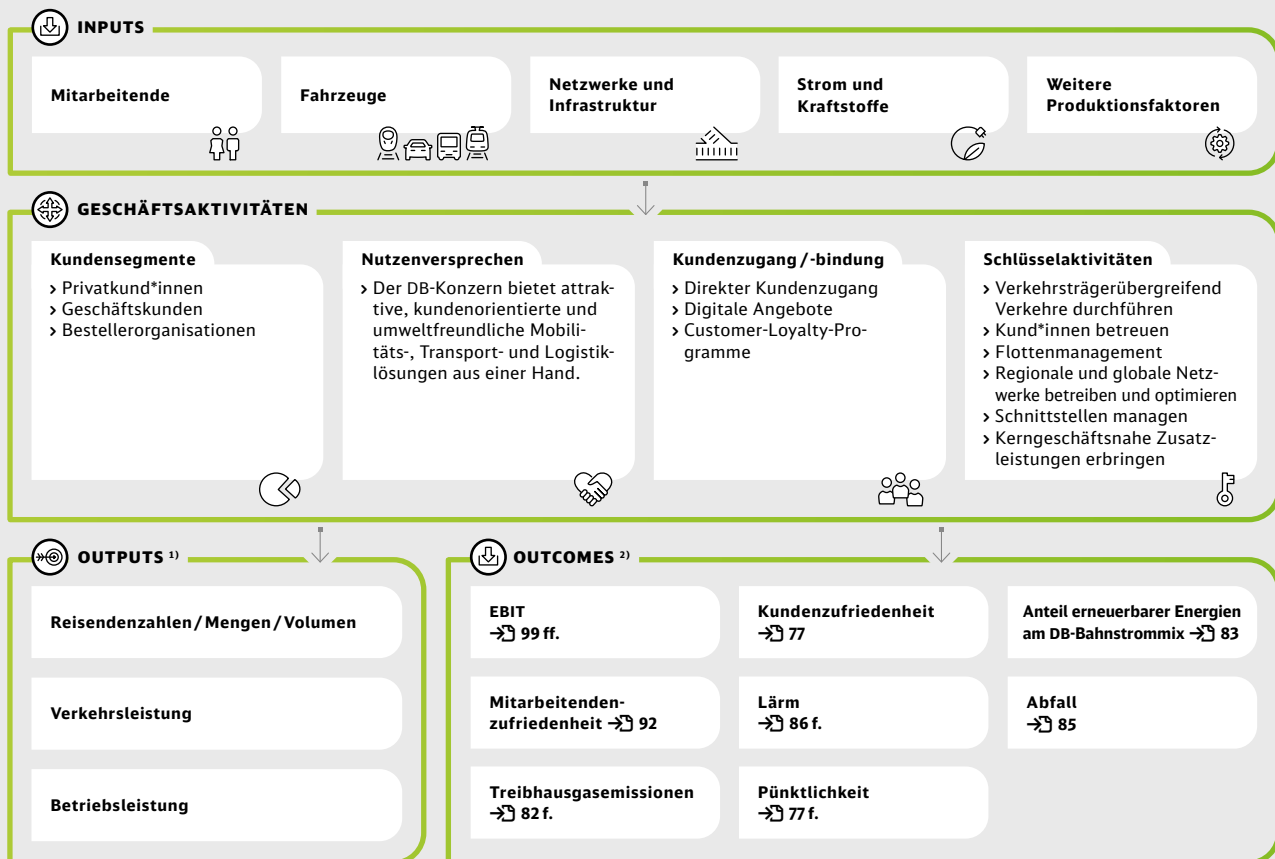 INPUTS
Mitarbeitende
Fahrzeuge
Netzwerke und
Infrastruktur
Strom und
Kraftstoffe
Weitere
Produktionsfaktoren
GESCHÄFTSAKTIVITÄTEN
Kundensegmente
› Privatkund*innen
› Geschäftskunden
› Bestellerorganisationen
Nutzenversprechen
› Der DB-Konzern bietet attrak-
tive, kundenorientierte und
umweltfreundliche Mobili-
täts-, Transport- und Logistik-
lösungen aus einer Hand.
Kundenzugang/-bindung
› Direkter Kundenzugang
› Digitale Angebote
› Customer-Loyalty-Pro-
gramme
Schlüsselaktivitäten
› Verkehrsträgerübergreifend
Verkehre durchführen
› Kund*innen betreuen
› Flottenmanagement
› Regionale und globale Netz-
werke betreiben und optimieren
› Schnittstellen managen
› Kerngeschäftsnahe Zusatz-
leistungen erbringen
OUTPUTS 1)
Reisendenzahlen/Mengen/Volumen
Verkehrsleistung
Betriebsleistung
OUTCOMES 2)
EBIT
99 ff.
Kundenzufriedenheit
77
Anteil erneuerbarer Energien
am DB-Bahnstrommix 83
Mitarbeitenden-
zufriedenheit 92
Lärm
86 f.
Abfall
85
Treibhausgasemissionen
82 f.
Pünktlichkeit
77 f.